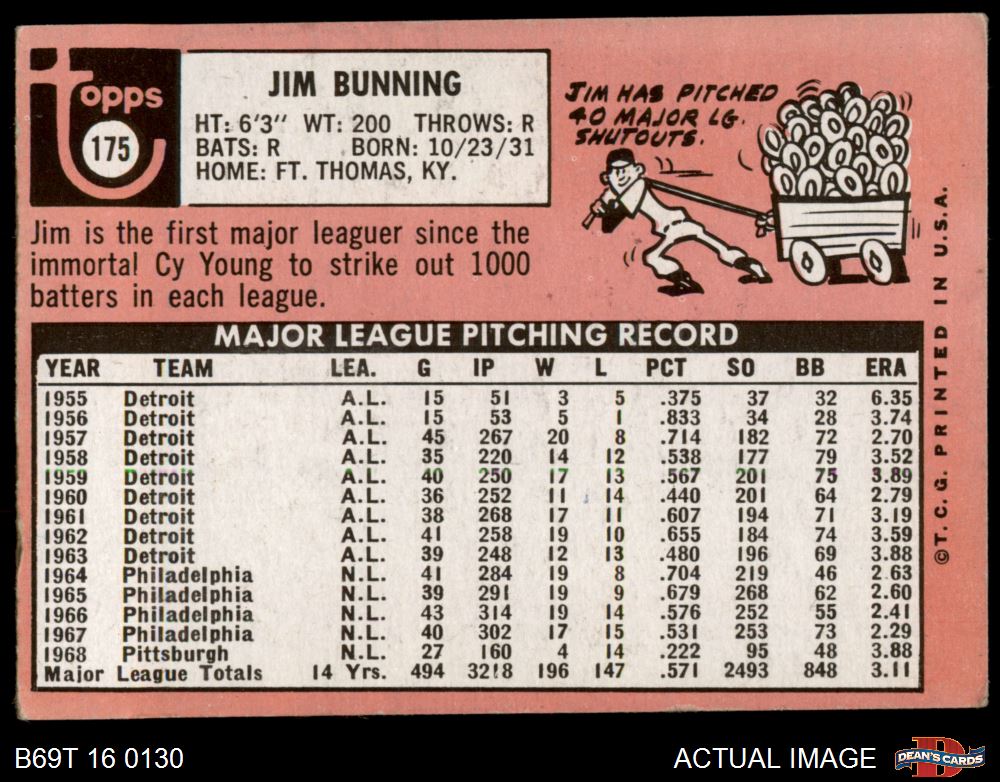 topps
175
JIM BUNNING
HT: 6'3" WT: 200 THROWS: R
BATS: R BORN: 10/23/31
HOME: FT. THOMAS, KY.
JIM HAS PITCHED
40 MAJOR LG.
SHUTOUTS.
Jim is the first major leaguer since the
immortal Cy Young to strike out 1000
batters in each league.
MAJOR LEAGUE PITCHING RECORD
YEAR TEAM LEA. G IP W L PCT SO BB ERA
1955 Detroit A.L. 15 51 3 5 .375 37 32 6.35
1956 Detroit A.L. 15 53 5 1 .833 34 28 3.74
1957 Detroit A.L. 45 267 20 8 .714 182 72 2.70
1958 Detroit A.L. 35 220 14 12 .538 177 79 3.52
1959 Detroit A.L. 40 250 17 13 .567 201 75 3.89
1960 Detroit A.L. 36 252 11 14 .440 201 64 2.79
1961 Detroit A.L. 38 268 17 11 .607 194 71 3.19
1962 Detroit A.L. 41 258 19 10 .655 184 74 3.59
1963 Detroit A.L. 39 248 12 13 .480 196 69 3.88
1964 Philadelphia N.L. 41 284 19 8 .704 219 46 2.63
1965 Philadelphia N.L. 39 291 19 9 .679 268 62 2.60
1966 Philadelphia N.L. 43 314 19 14 .576 252 55 2.41
1967 Philadelphia N.L. 40 302 17 15 .531 253 73 2.29
1968 Pittsburgh N.L. 27 160 4 14 .222 95 48 3.88
Major League Totals 14 Yrs. 494 3218 196 147 .571 2493 848 3.11
©T. C. G. PRINTED IN U.S.A.
B69T 16 0130
ACTUAL IMAGE
D
DEAN'S CARDS